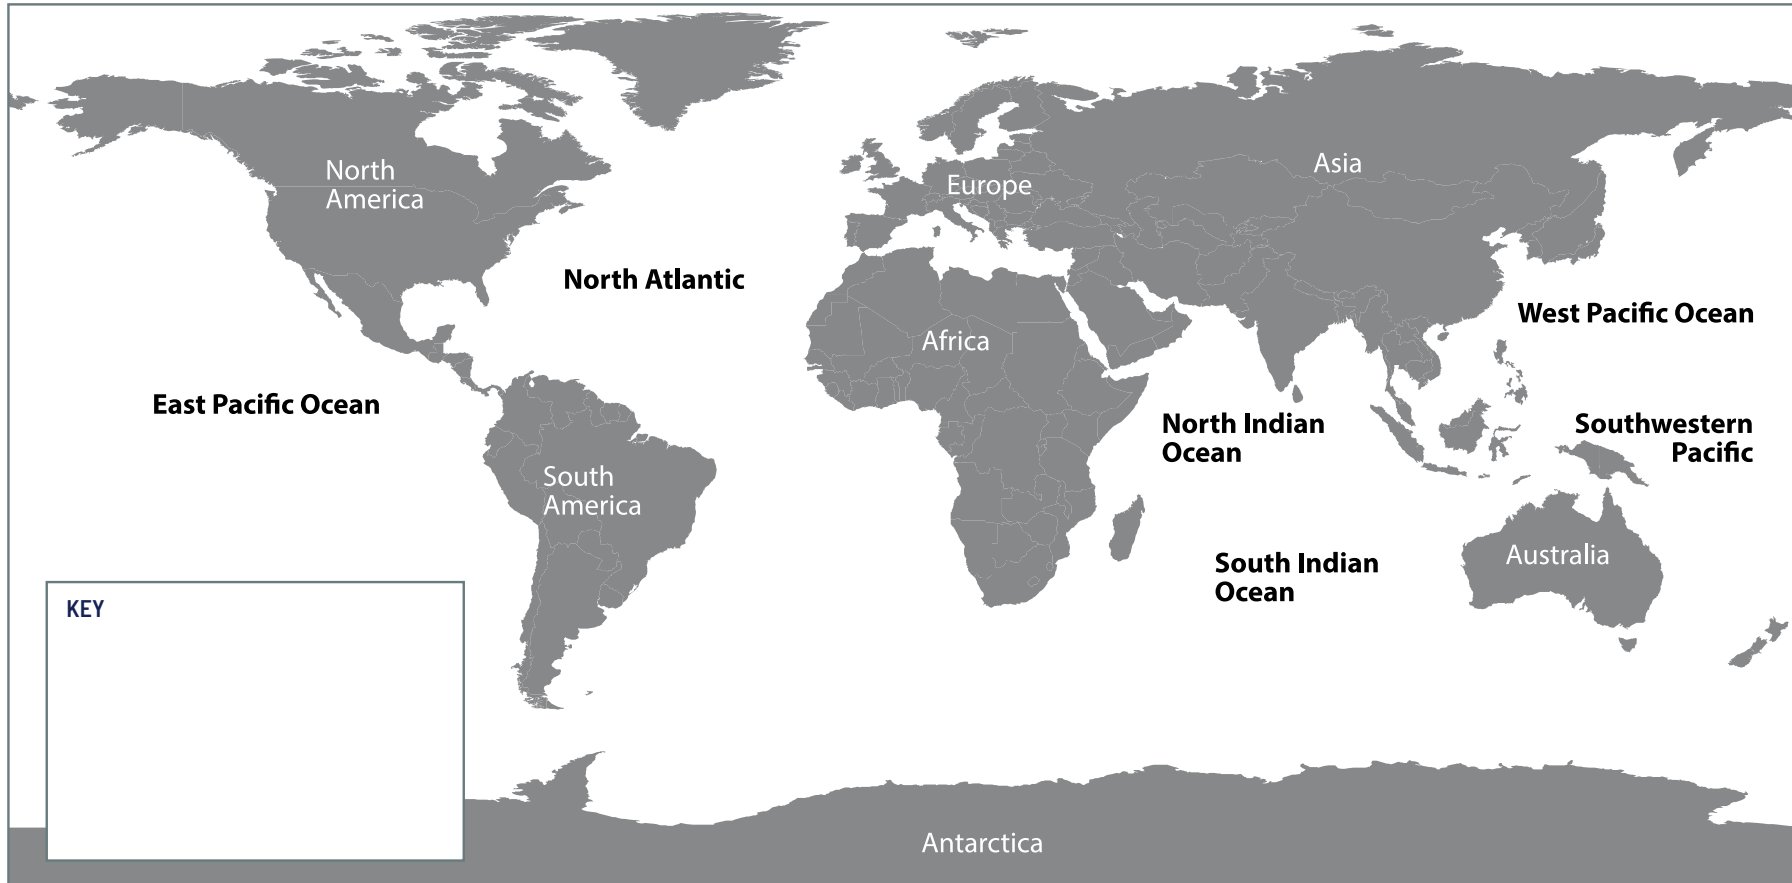 North
America
Asia
Europe
North Atlantic
West Pacific Ocean
Africa
East Pacific Ocean
North Indian
Ocean
Southwestern
Pacific
South
America
South Indian
Ocean
Australia
KEY
Antarctica